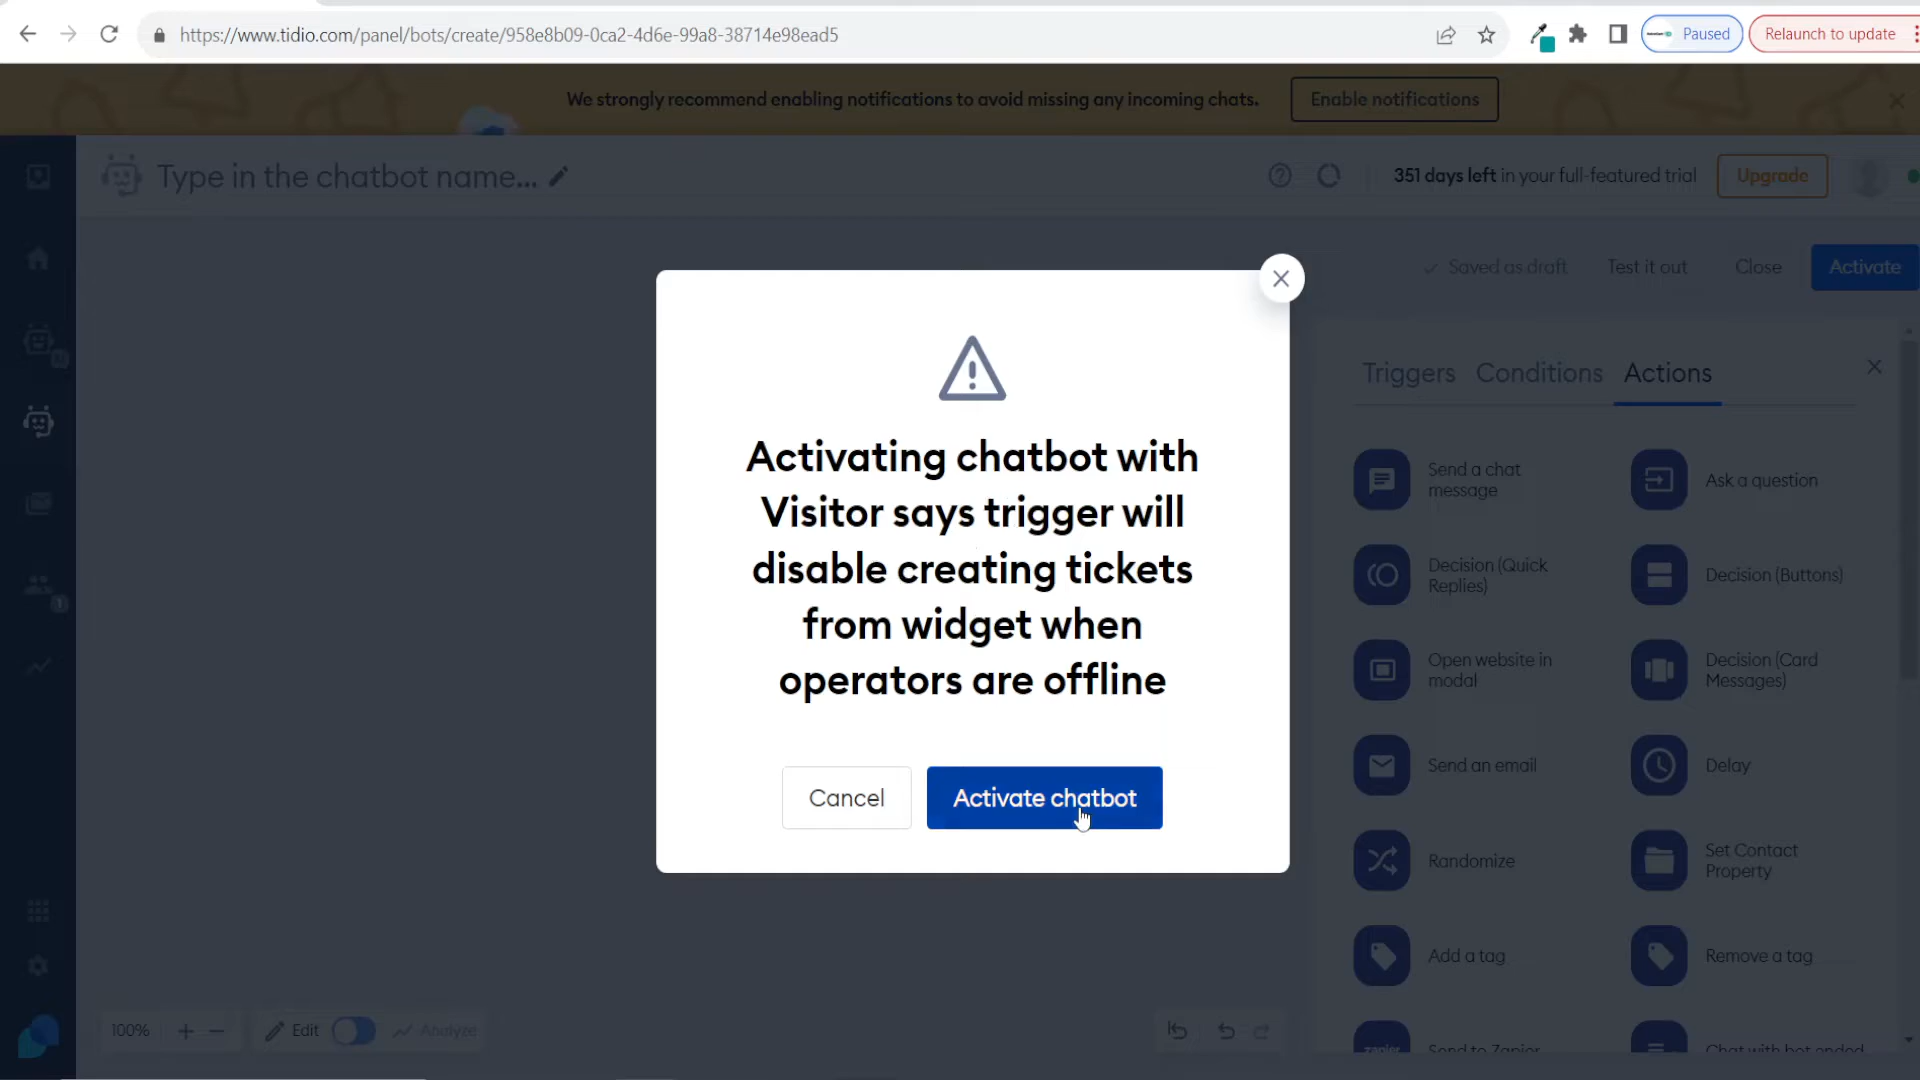 https://www.tidio.com/panel/bots/create/958e8b09-0ca2-4d6e-99a8-38714e98ead5
Paused
Relaunch to update
We strongly recommend enabling notifications to avoid missing any incoming chats.
Enable notifications
Type in the chatbot name...
351 days left in your full-featured trial
Upgrade
Saved as draft
Test it out
Close
Activate
Activating chatbot with
Visitor says trigger will
disable creating tickets
from widget when
operators are offline
Cancel
Activate chatbot
Triggers
Conditions
Actions
Send a chat
message
Ask a question
Decision (Quick
Replies)
Decision (Buttons)
Open website in
modal
Decision (Card
Messages)
Send an email
Delay
Randomize
Set Contact
Property
Add a tag
Remove a tag
zapier
Send to Zapier
Chat with bot ended
1
100%
Edit
Analyze